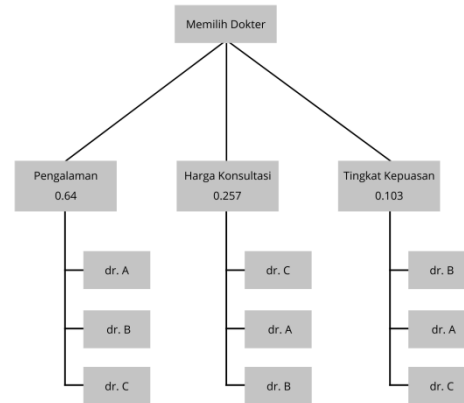 Memilih Dokter
Pengalaman
0.64
Harga Konsultasi
0.257
Tingkat Kepuasan
0.103
dr. A
dr. B
dr. C
dr. C
dr. A
dr. B
dr. B
dr. A
dr. C